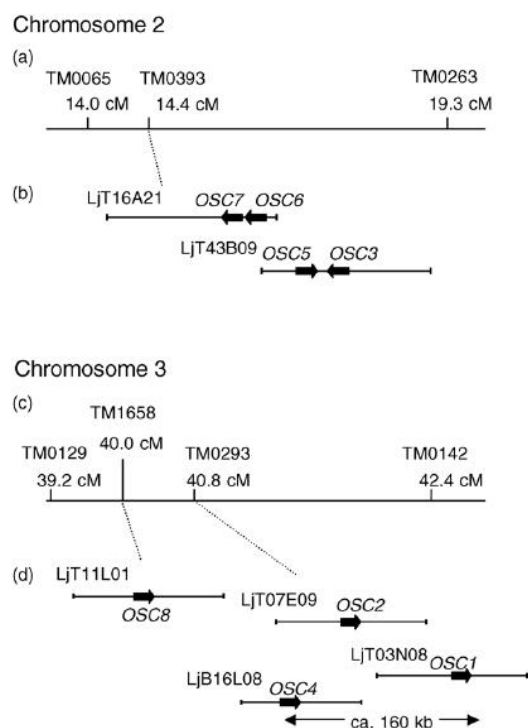 Chromosome 2
(a)
TM0065 TM0393 TM0263
14.0 cM 14.4 cM 19.3 cM
(b)
LjT16A21 OSC7 OSC6
LjT43B09 OSC5 OSC3
Chromosome 3
(c)
TM1658
TM0129 40.0 cM TM0293 TM0142
39.2 cM 40.8 cM 42.4 cM
(d)
LjT11L01
OSC8
LjT07E09 OSC2
LjT03N08 OSC1
LjB16L08 OSC4
ca. 160 kb